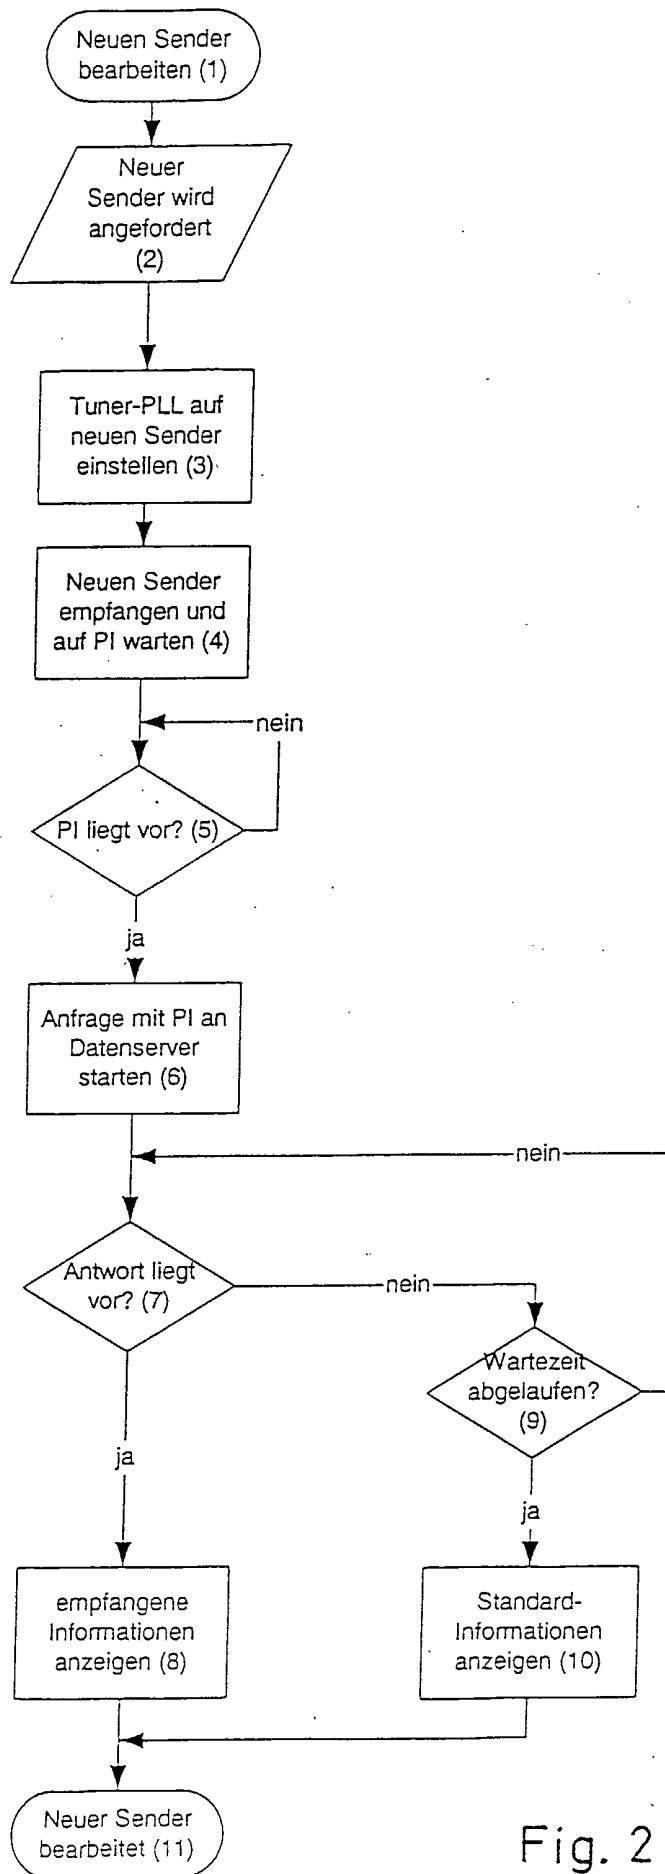 Neuen Sender
bearbeiten (1)
Neuer
Sender wird
angefordert
(2)
Tuner-PLL auf
neuen Sender
einstellen (3)
Neuen Sender
empfangen und
auf PI warten (4)
nein
PI liegt vor? (5)
ja
Anfrage mit PI an
Datenserver
starten (6)
nein
Antwort liegt
vor? (7)
nein
Wartezeit
abgelaufen?
(9)
ja
ja
empfangene
Informationen
anzeigen (8)
Standard-
Informationen
anzeigen (10)
Neuer Sender
bearbeitet (11)
Fig. 2